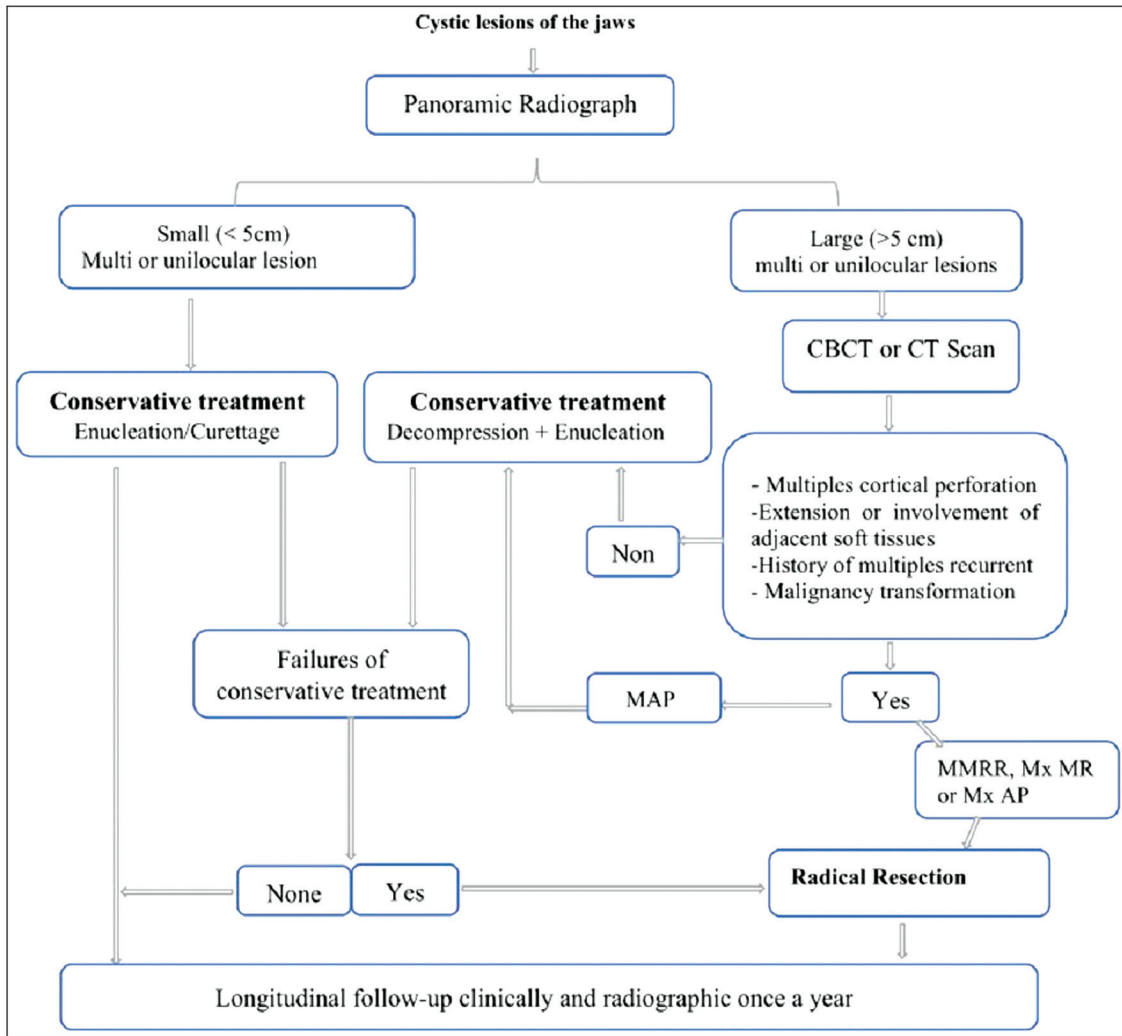 Cystic lesions of the jaws
Panoramic Radiograph
Small (< 5cm)
Multi or unilocular lesion
Large (>5 cm)
multi or unilocular lesions
CBCT or CT Scan
Conservative treatment
Enucleation/Curettage
Conservative treatment
Decompression + Enucleation
- Multiples cortical perforation
-Extension or involvement of
adjacent soft tissues
-History of multiples recurrent
- Malignancy transformation
Non
Failures of
conservative treatment
MAP
Yes
MMRR, Mx MR
or Mx AP
None
Yes
Radical Resection
Longitudinal follow-up clinically and radiographic once a year